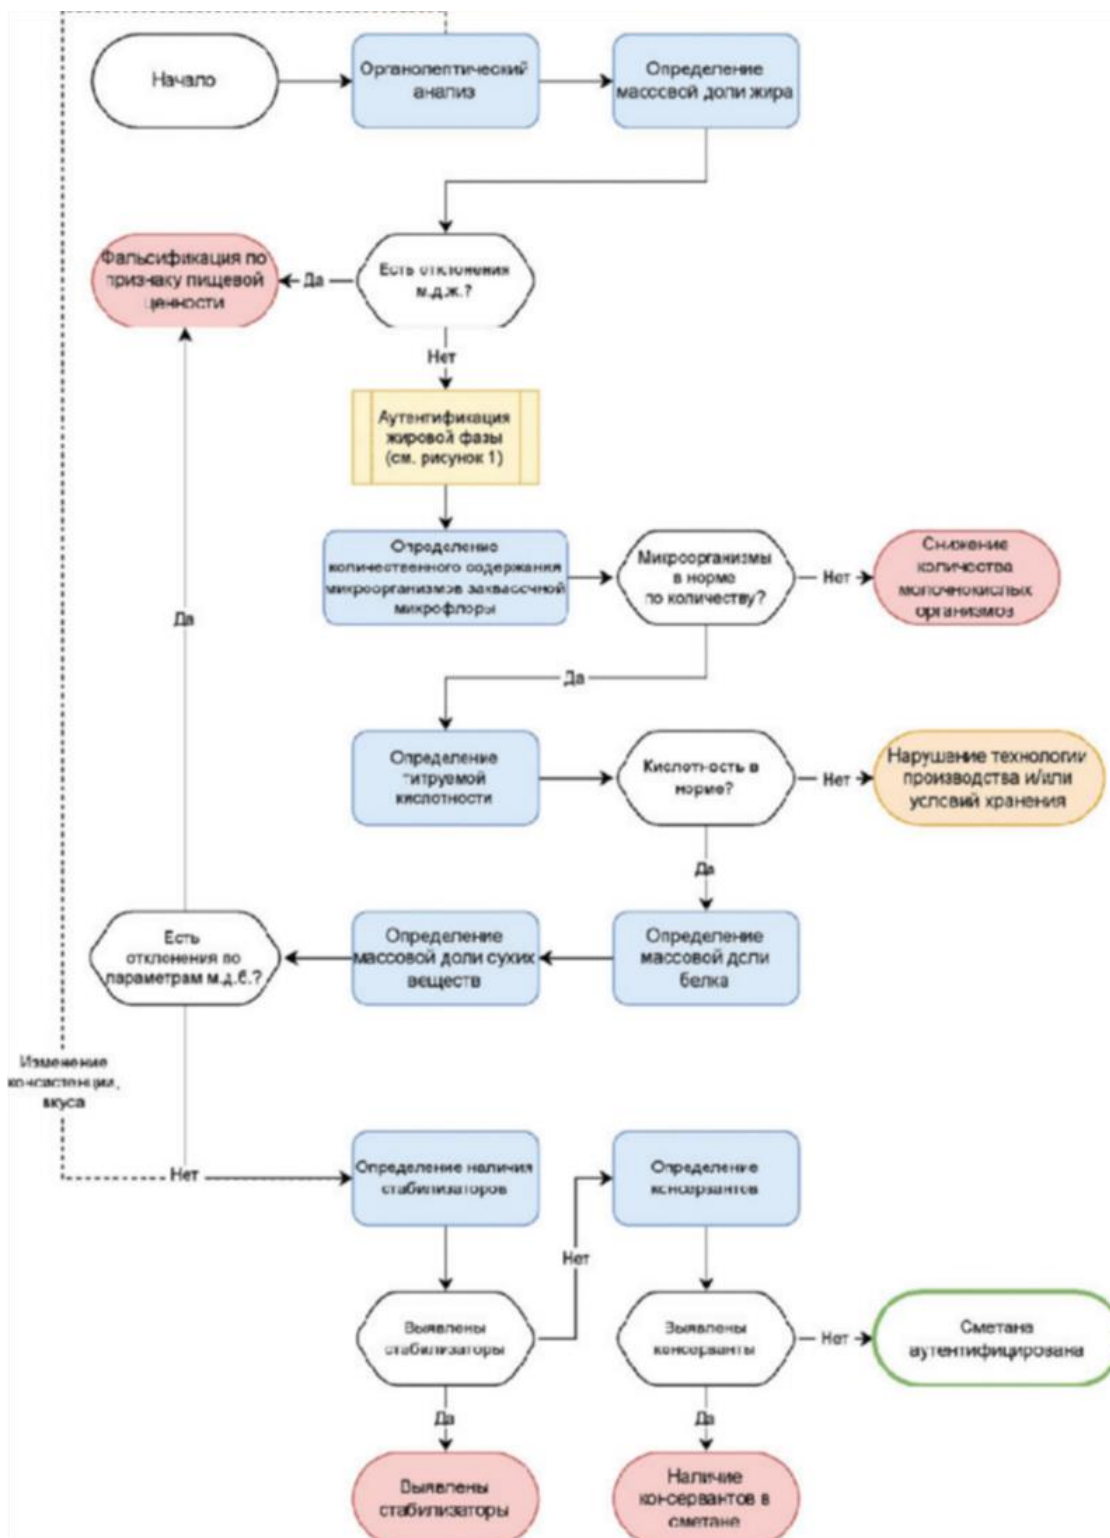 Начало
Органолептический
анализ
Определение
массовой доли жира
Фальсификация по
признаку пищевой
ценности
Да
Есть отклонения
м.д.ж.?
Нет
Аутентификация
жировой фазы
(см. рисунок 1)
Определение
количественного содержания
микроорганизмов заквасочной
микрофлоры
Микроорганизмы
в норме
по количеству?
Нет
Снижение
количества
молочнокислых
организмов
Да
Да
Определение
титруемой
кислотности
Кислотность в
норме?
Нет
Нарушение технологии
производства и/или
условий хранения
Да
Есть
отклонения по
параметрам м.д.б.?
Определение
массовой доли сухих
веществ
Определение
массовой доли
белка
Изменение
консистенции,
вкуса
Нет
Определение наличия
стабилизаторов
Определение
консервантов
Нет
Выявлены
стабилизаторы
Выявлены
консерванты
Нет
Сметана
аутентифицирована
Да
Да
Выявлены
стабилизаторы
Наличие
консервантов в
сметане